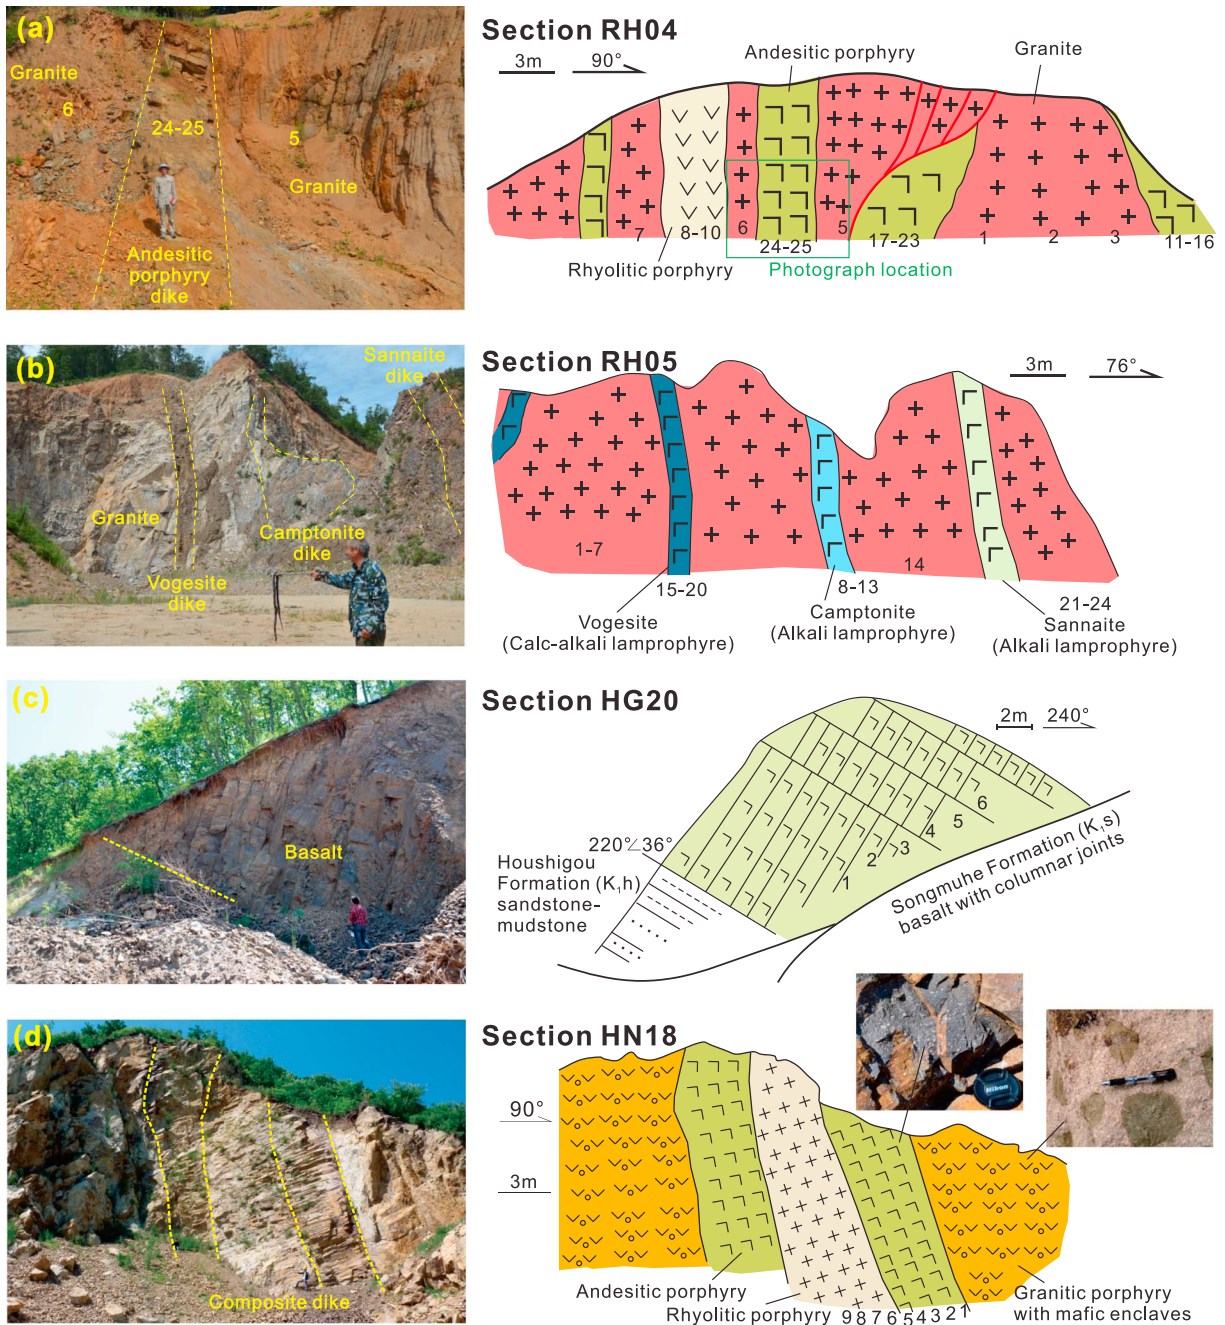 (a)
Granite
6
24-25
5
Granite
Andesitic
porphyry
dike
Section RH04
3m
90°
Andesitic porphyry
Granite
7
8-10
6
24-25
5
17-23
1
2
3
11-16
Rhyolitic porphyry
Photograph location
(b)
Sannaite
dike
Granite
Camptonite
dike
Vogesite
dike
Section RH05
3m
76°
1-7
14
15-20
8-13
21-24
Vogesite
(Calc-alkali lamprophyre)
Camptonite
(Alkali lamprophyre)
Sannaite
(Alkali lamprophyre)
(c)
Basalt
Section HG20
2m
240°
220°∠36°
Houshigou
Formation (K₁h)
sandstone-
mudstone
1
2
3
4
5
6
Songmuhe Formation (K₁s)
basalt with columnar joints
(d)
Composite dike
Section HN18
90°
3m
Nikon
Andesitic porphyry
Rhyolitic porphyry
9 8 7 6 5 4 3 2 1
Granitic porphyry
with mafic enclaves